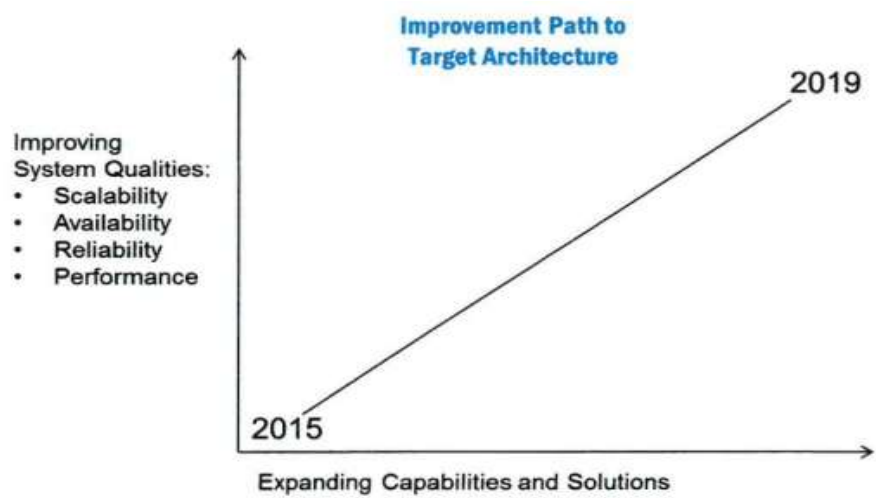 Improvement Path to
Target Architecture
2019
Improving
System Qualities:
• Scalability
• Availability
• Reliability
• Performance
2015
Expanding Capabilities and Solutions